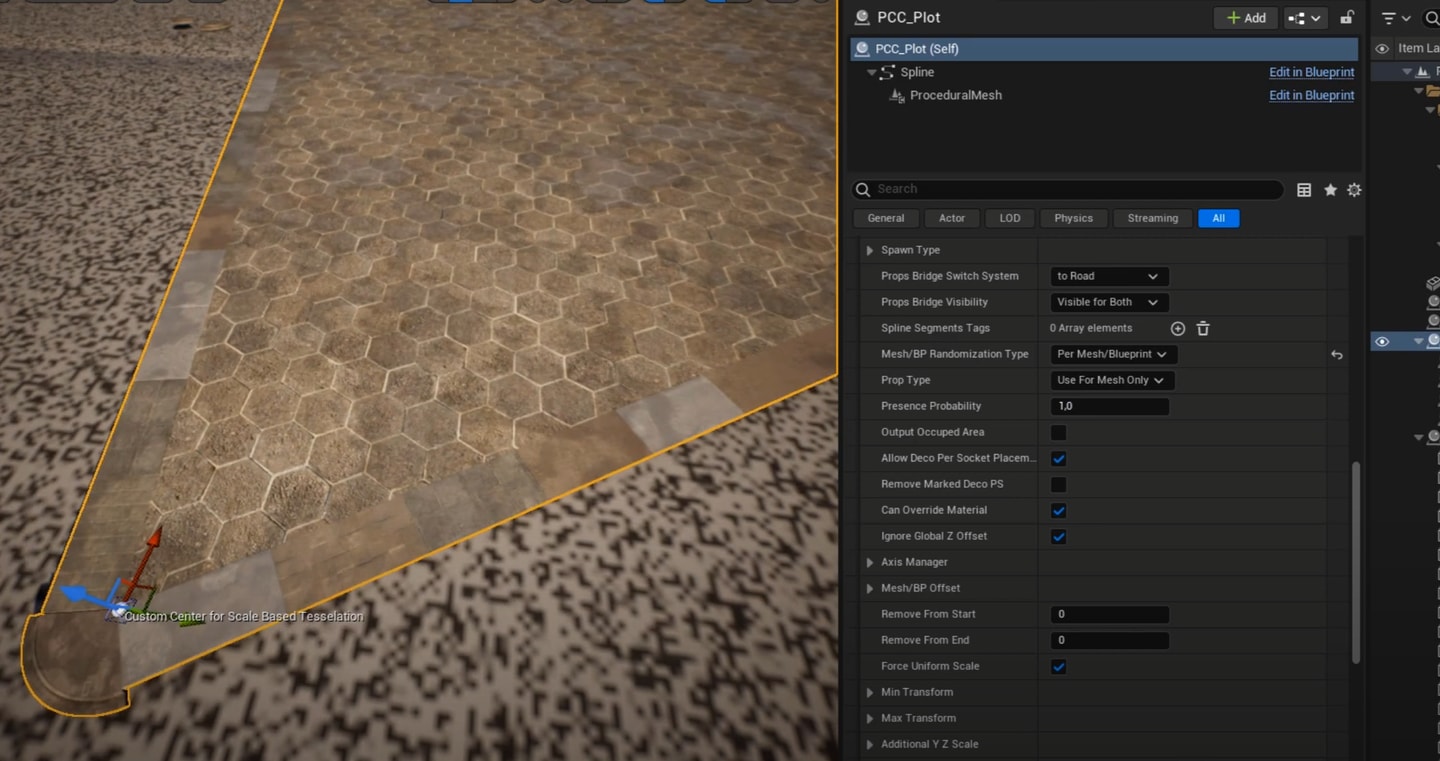 PCC_Plot
Add
PCC_Plot (Self)
Spline
Edit in Blueprint
ProceduralMesh
Edit in Blueprint
Search
General
Actor
LOD
Physics
Streaming
All
Spawn Type
Props Bridge Switch System
to Road
Props Bridge Visibility
Visible for Both
Spline Segments Tags
0 Array elements
Mesh/BP Randomization Type
Per Mesh/Blueprint
Prop Type
Use For Mesh Only
Presence Probability
1,0
Output Occuped Area
Allow Deco Per Socket Placem...
Remove Marked Deco PS
Can Override Material
Ignore Global Z Offset
Axis Manager
Mesh/BP Offset
Remove From Start
0
Remove From End
0
Force Uniform Scale
Min Transform
Max Transform
Additional Y Z Scale
Item La
Custom Center for Scale Based Tesselation